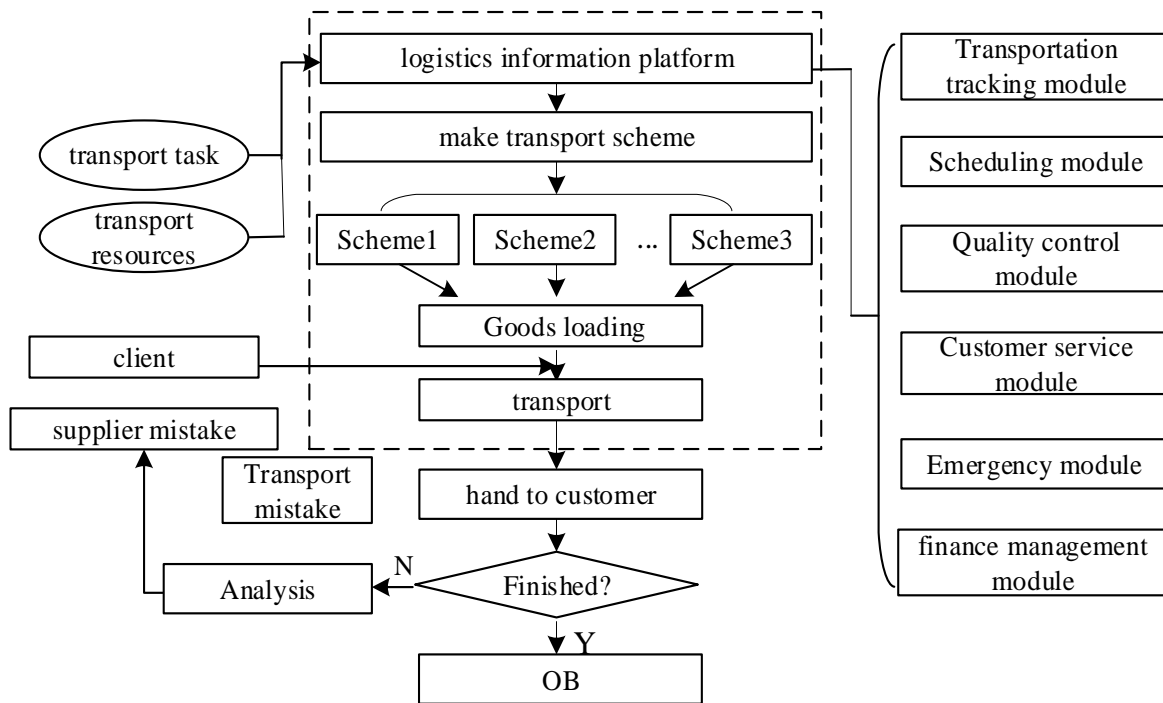 logistics information platform
make transport scheme
transport task
transport
resources
Scheme1
Scheme2
...
Scheme3
Goods loading
client
transport
supplier mistake
Transport
mistake
hand to customer
N
Finished?
Analysis
Y
OB
Transportation
tracking module
Scheduling module
Quality control
module
Customer service
module
Emergency module
finance management
module